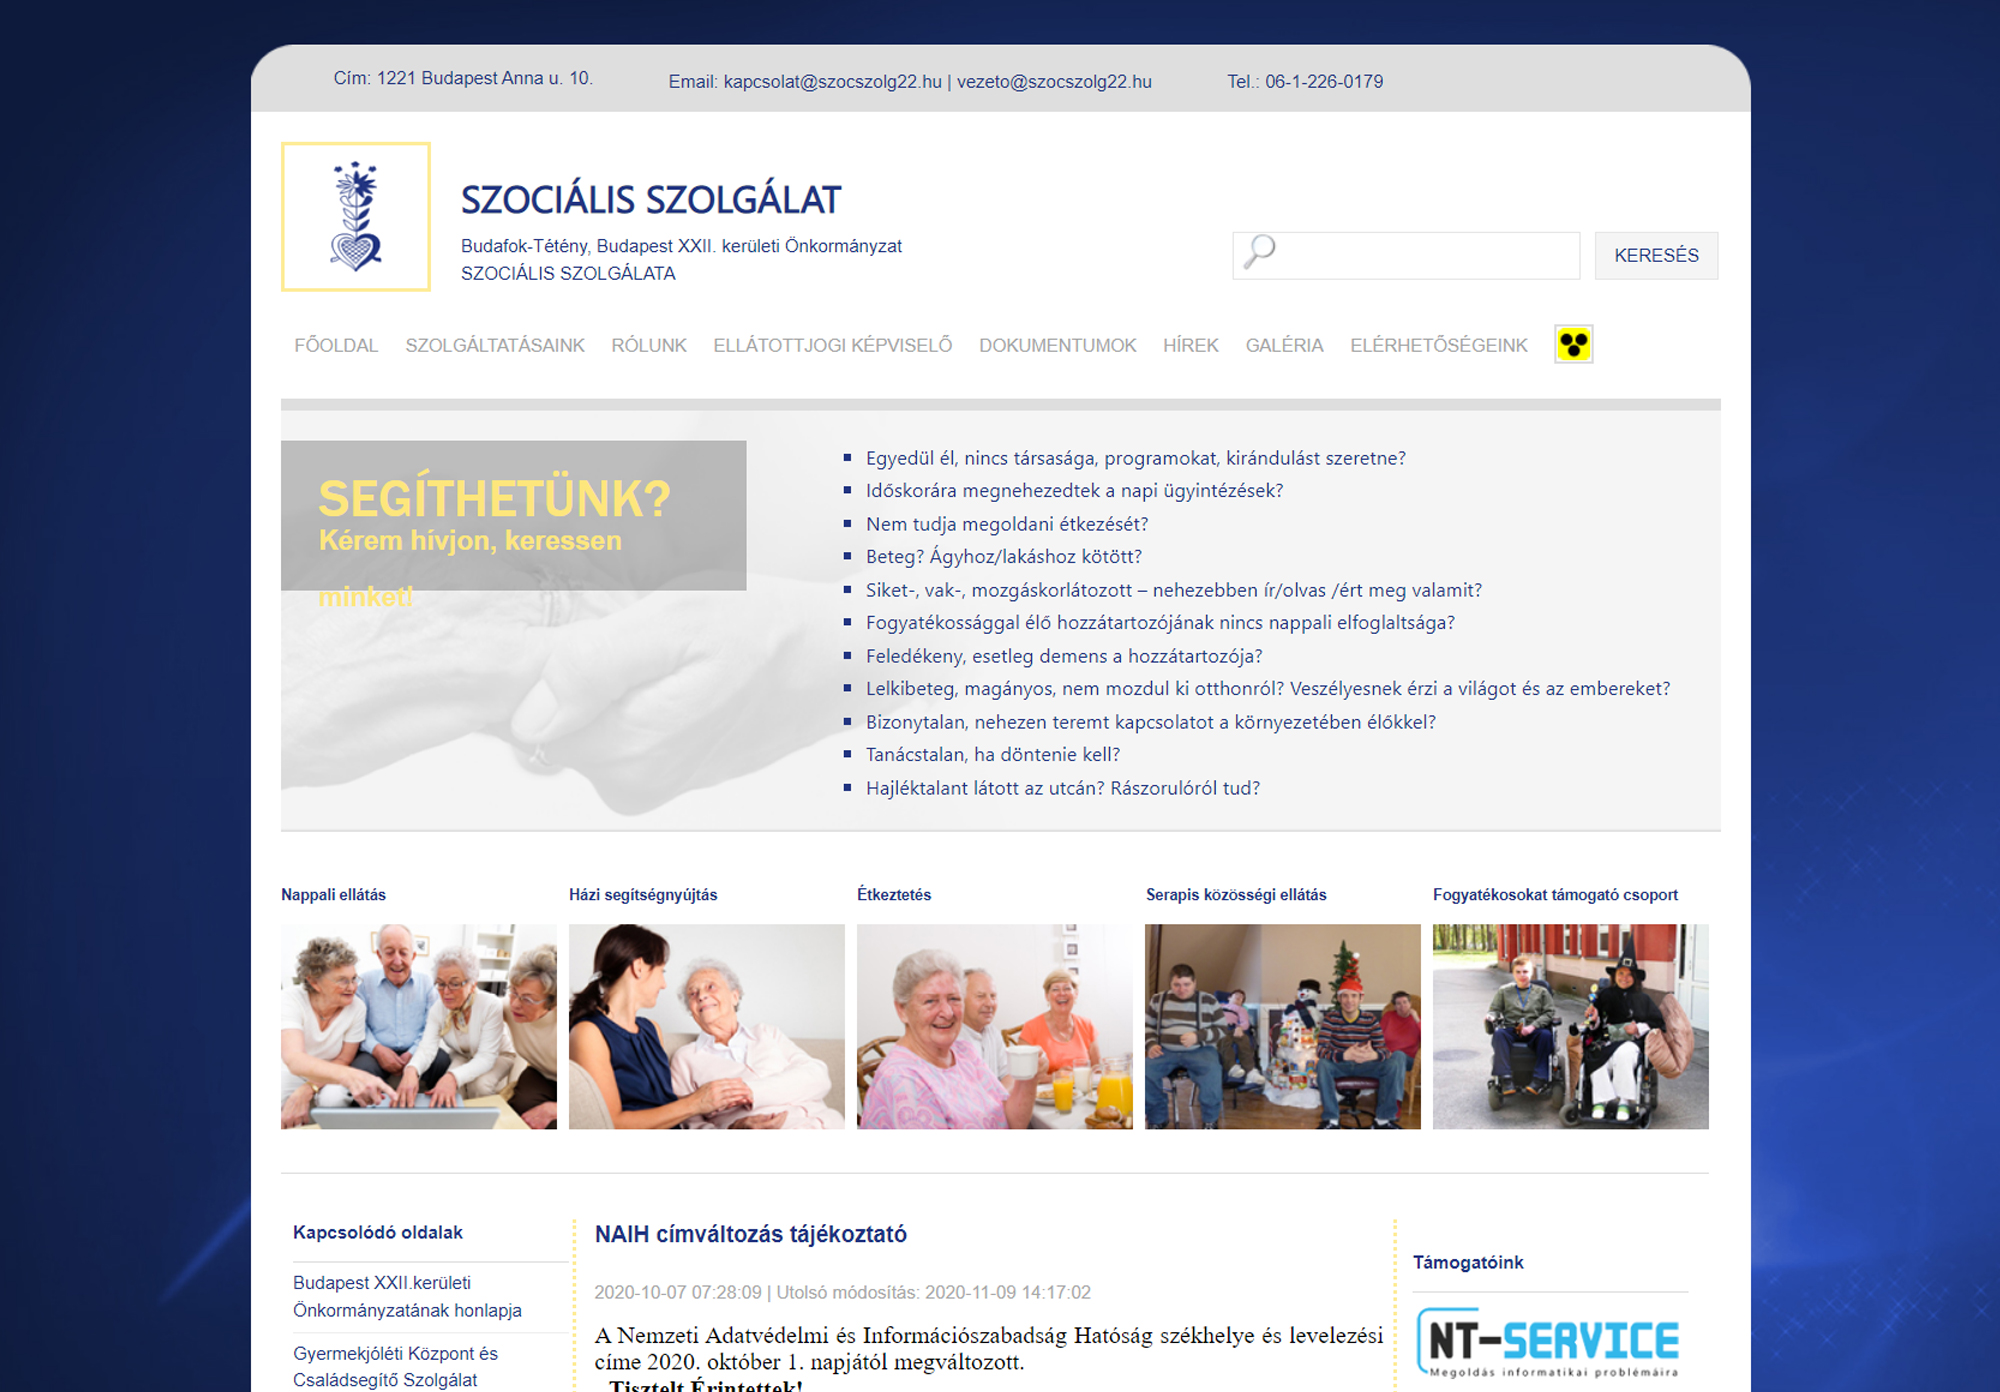 Cím: 1221 Budapest Anna u. 10.
Email: kapcsolat@szocszolg22.hu | vezeto@szocszolg22.hu
Tel.: 06-1-226-0179
SZOCIÁLIS SZOLGÁLAT
Budafok-Tétény, Budapest XXII. kerületi Önkormányzat
SZOCIÁLIS SZOLGÁLATA
KERESÉS
FŐOLDAL
SZOLGÁLTATÁSAINK
RÓLUNK
ELLÁTOTTJOGI KÉPVISELŐ
DOKUMENTUMOK
HÍREK
GALÉRIA
ELÉRHETŐSÉGEINK
SEGÍTHETÜNK?
Kérem hívjon, keressen
minket!
Egyedül él, nincs társasága, programokat, kirándulást szeretne?
Időskorára megnehezedtek a napi ügyintézések?
Nem tudja megoldani étkezését?
Beteg? Ágyhoz/lakáshoz kötött?
Siket-, vak-, mozgáskorlátozott – nehezebben ír/olvas /ért meg valamit?
Fogyatékossággal élő hozzátartozójának nincs nappali elfoglaltsága?
Feledékeny, esetleg demens a hozzátartozója?
Lelkibeteg, magányos, nem mozdul ki otthonról? Veszélyesnek érzi a világot és az embereket?
Bizonytalan, nehezen teremt kapcsolatot a környezetében élőkkel?
Tanácstalan, ha döntenie kell?
Hajléktalant látott az utcán? Rászorulóról tud?
Nappali ellátás
Házi segítségnyújtás
Étkeztetés
Serapis közösségi ellátás
Fogyatékosokat támogató csoport
Kapcsolódó oldalak
Budapest XXII.kerületi
Önkormányzatának honlapja
Gyermekjóléti Központ és
Családsegítő Szolgálat
NAIH címváltozás tájékoztató
2020-10-07 07:28:09 | Utolsó módosítás: 2020-11-09 14:17:02
A Nemzeti Adatvédelmi és Információszabadság Hatóság székhelye és levelezési
címe 2020. október 1. napjától megváltozott.
Tisztelt Érintettek!
Támogatóink
NT-SERVICE
Megoldás informatikai problémáira